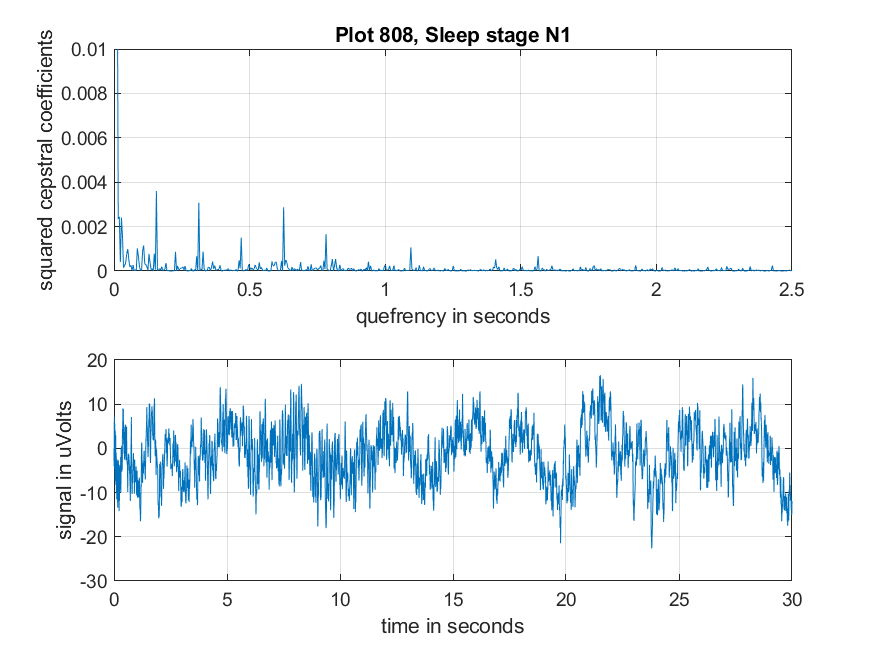 Plot 808, Sleep stage N1
squared cepstral coefficients
0.01
0.008
0.006
0.004
0.002
0
0 0.5 1 1.5 2 2.5
quefrency in seconds
signal in uVolts
20
10
0
-10
-20
-30
0 5 10 15 20 25 30
time in seconds